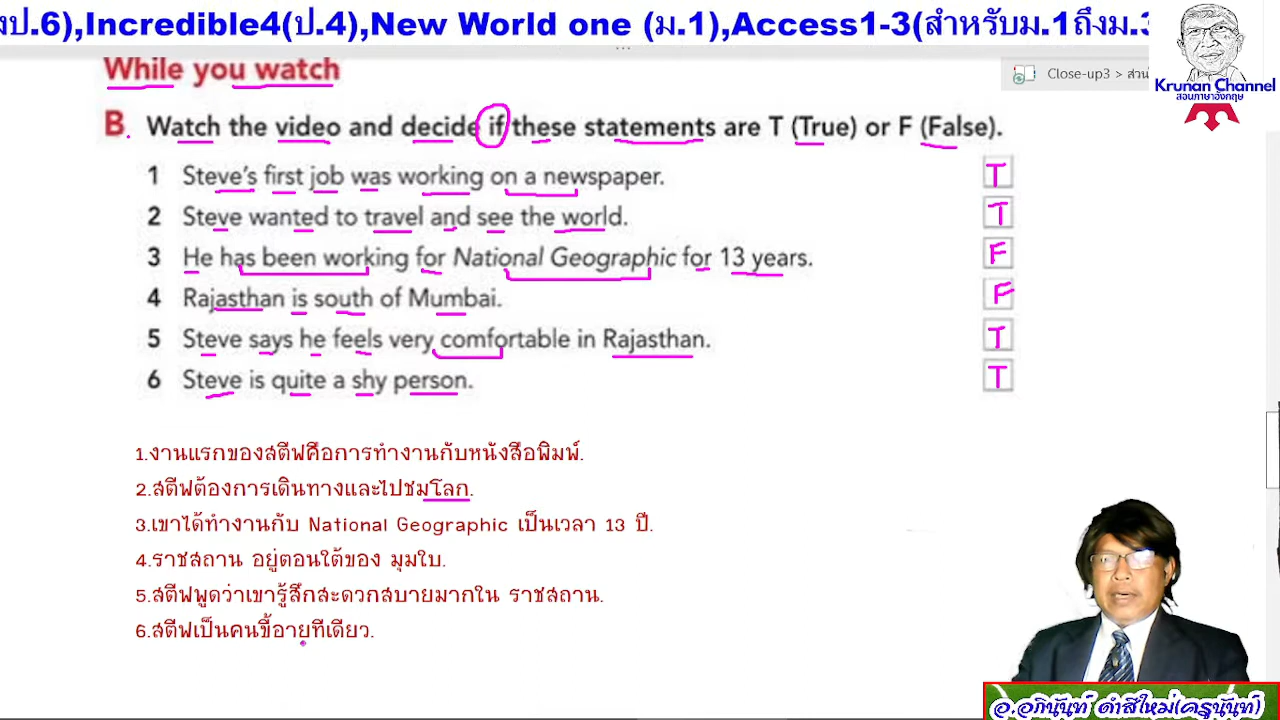 งป.6),Incredible4(ป.4),New World one (ม.1),Access1-3(สำหรับม.1ถึงม.3
While you watch
Close-up3 > ส่วน
Krunan Channel
สอนภาษาอังกฤษ
B. Watch the video and decide if these statements are T (True) or F (False).
1 Steve's first job was working on a newspaper. T
2 Steve wanted to travel and see the world. T
3 He has been working for National Geographic for 13 years. F
4 Rajasthan is south of Mumbai. F
5 Steve says he feels very comfortable in Rajasthan. T
6 Steve is quite a shy person. T
1.งานแรกของสตีฟคือการทำงานกับหนังสือพิมพ์.
2.สตีฟต้องการเดินทางและไปชมโลก.
3.เขาได้ทำงานกับ National Geographic เป็นเวลา 13 ปี.
4.ราชสถาน อยู่ตอนใต้ของ มุมใบ.
5.สตีฟพูดว่าเขารู้สึกสะดวกสบายมากใน ราชสถาน.
6.สตีฟเป็นคนขี้อายทีเดียว.
อ.อภินันท์ ดำสีใหม่(ครูนันท์)